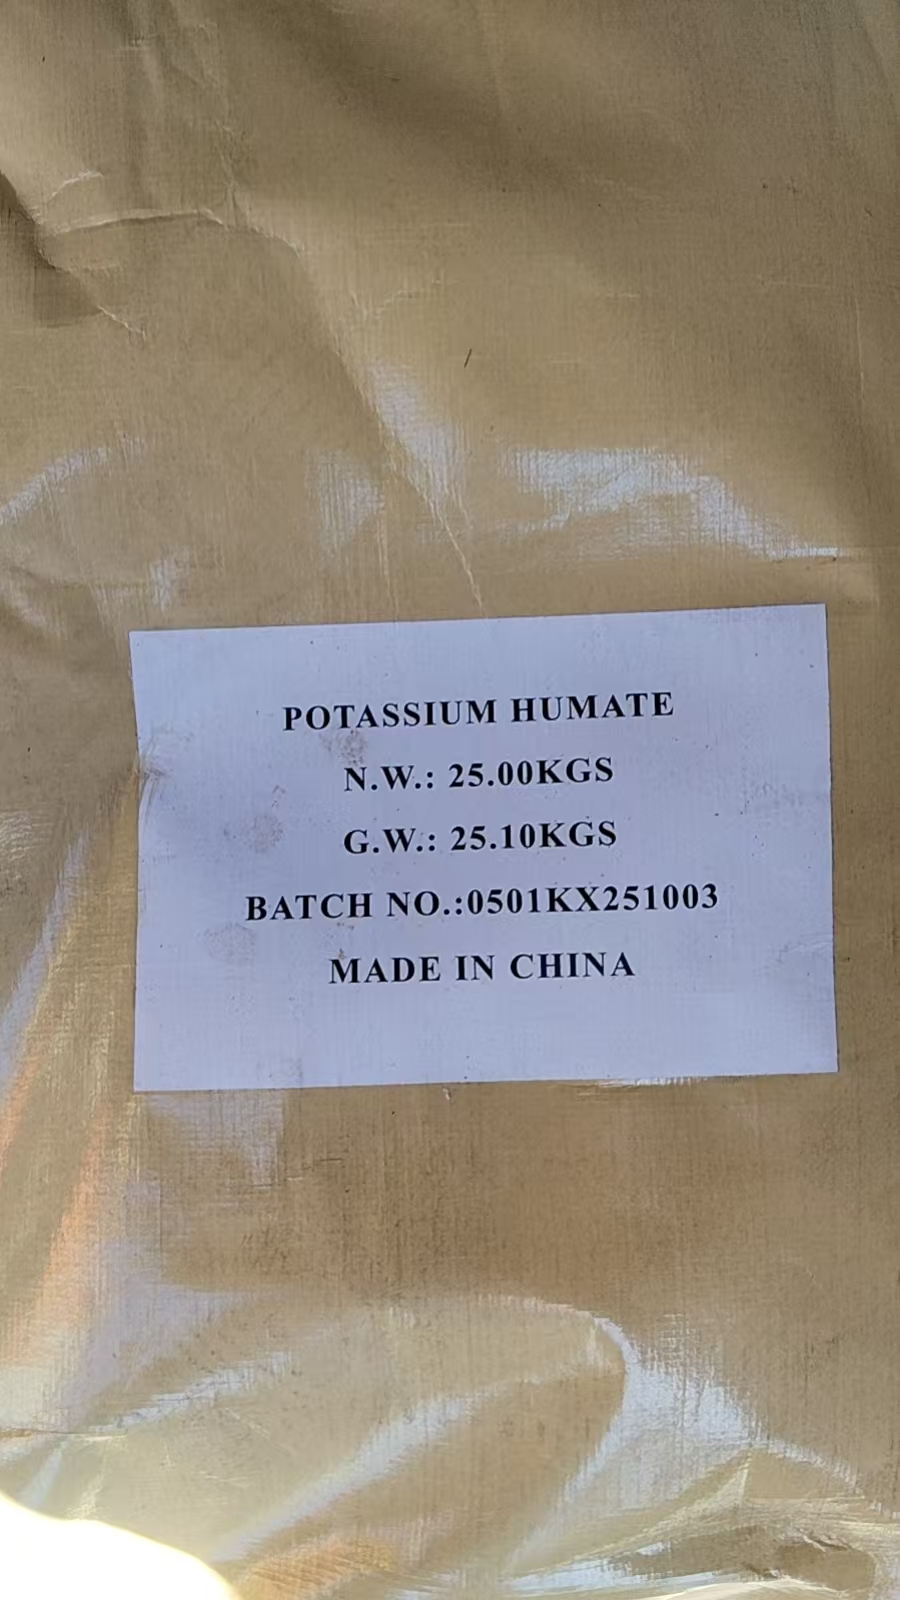 POTASSIUM HUMATE
N.W.: 25.00KGS
G.W.: 25.10KGS
BATCH NO.:0501KX251003
MADE IN CHINA